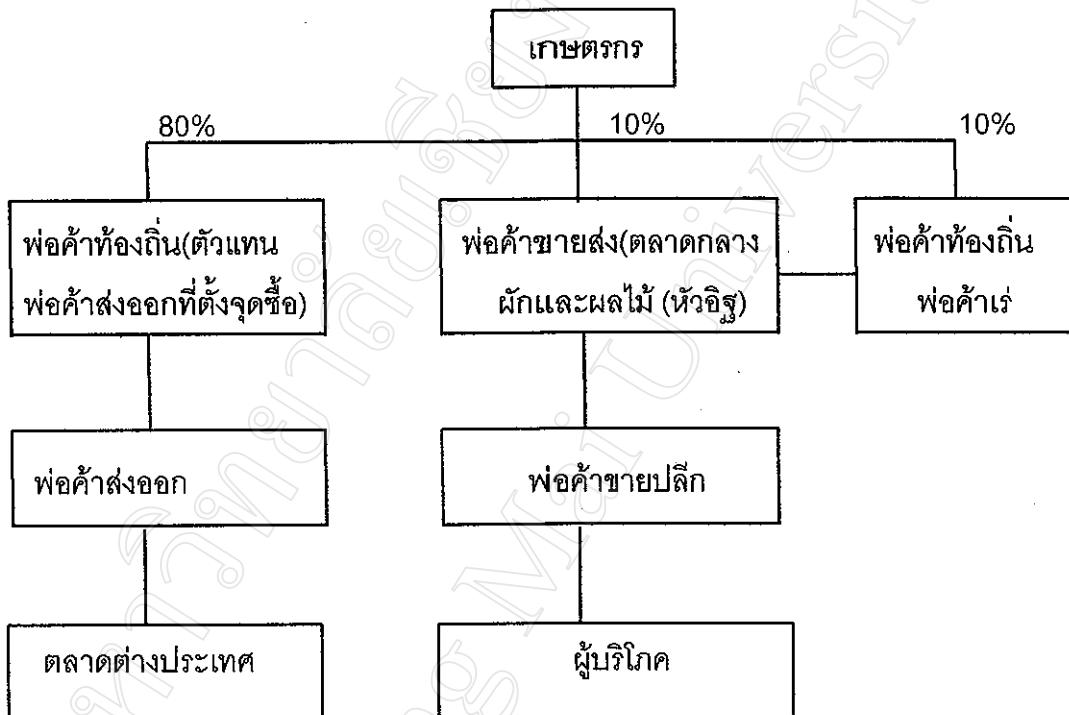 เกษตรกร
80%
10%
10%
พ่อค้าท้องถิ่น(ตัวแทน
พ่อค้าส่งออกที่ตั้งจุดซื้อ)
พ่อค้าขายส่ง(ตลาดกลาง
ผักและผลไม้ (หัวอิฐ)
พ่อค้าท้องถิ่น
พ่อค้าเร่
พ่อค้าส่งออก
พ่อค้าขายปลีก
ตลาดต่างประเทศ
ผู้บริโภค